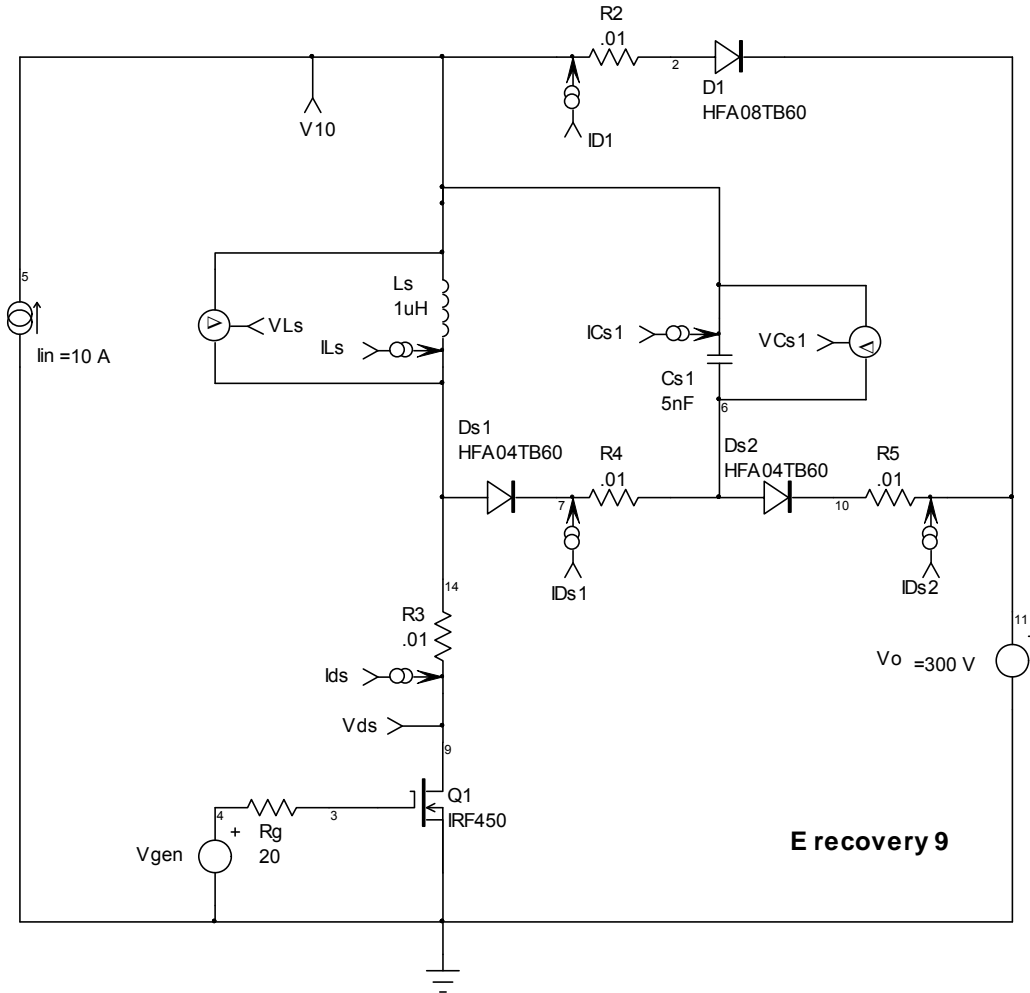 R2
.01
2
D1
HFA08TB60
V10
ID1
5
Iin =10 A
Ls
1uH
VLs
ILs
ICs1
VCs1
Cs1
5nF
6
Ds1
HFA04TB60
R4
.01
Ds2
HFA04TB60
R5
.01
7
10
IDs1
IDs2
14
R3
.01
Ids
Vds
9
11
Vo =300 V
Q1
IRF450
4
3
+
Rg
20
Vgen
E recovery 9